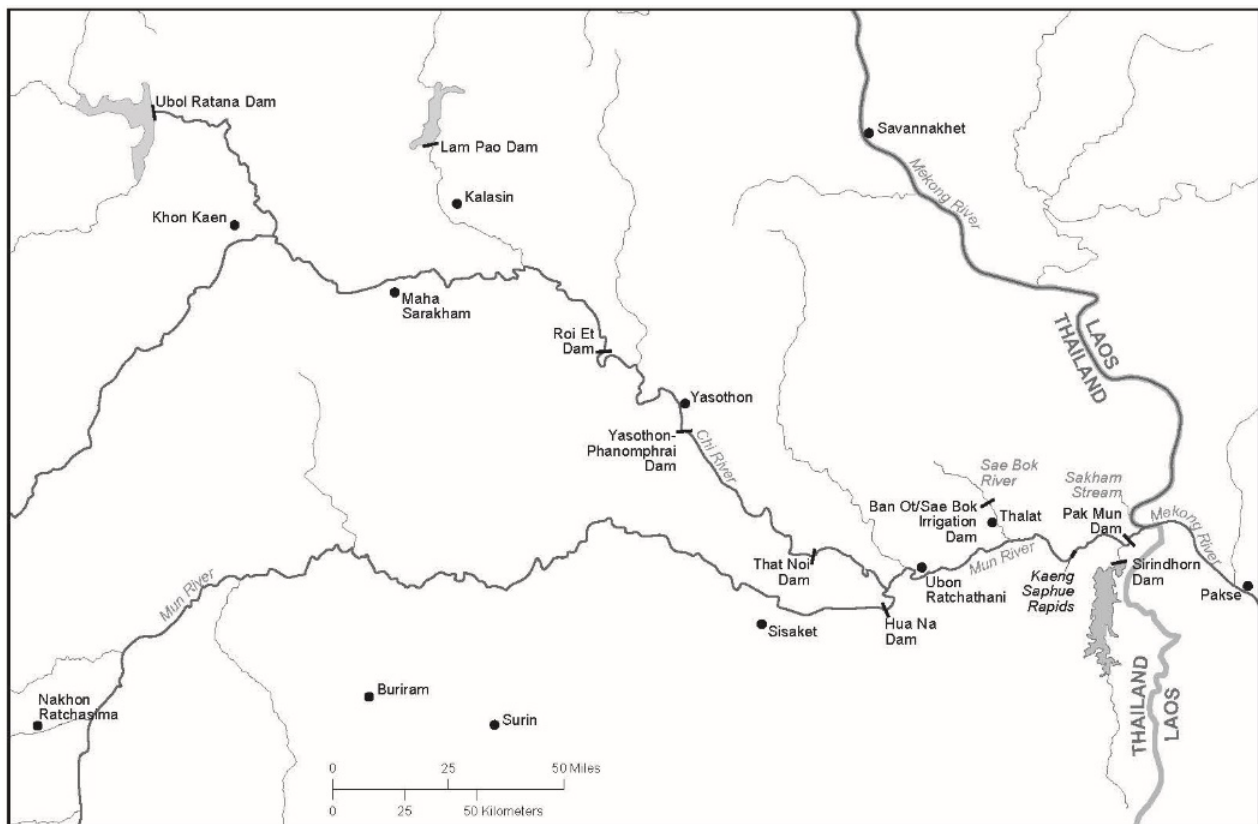 Ubol Ratana Dam
Lam Pao Dam
Savannakhet
Mekong River
Kalasin
Khon Kaen
Maha
Sarakham
Roi Et
Dam
LAOS
THAILAND
Yasothon
Yasothon-
Phanomphrai
Dam
Chi River
Sae Bok
River
Sakham
Stream
Ban Ot/Sae Bok
Irrigation
Dam
Thalat
Pak Mun
Dam
Mekong River
That Noi
Dam
Ubon
Ratchathani
Mun River
Kaeng
Saphue
Rapids
Sirindhorn
Dam
Pakse
Mun River
Sisaket
Hua Na
Dam
Nakhon
Ratchasima
Buriram
Surin
THAILAND
LAOS
0 25 50 Miles
0 25 50 Kilometers